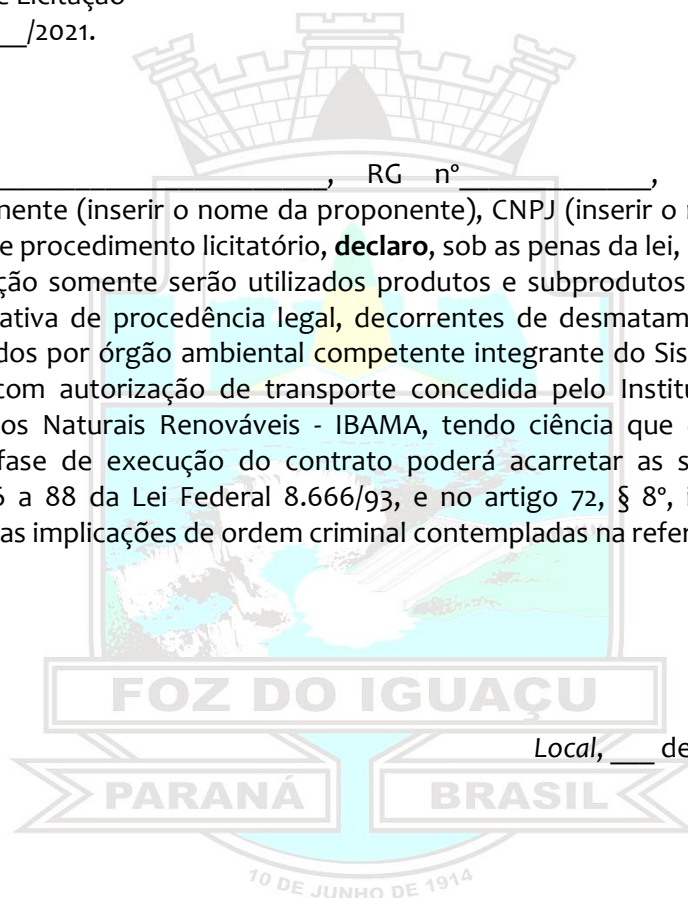 e Licitação
__/2021.
_______________________, RG nº_____________,
nente (inserir o nome da proponente), CNPJ (inserir o
e procedimento licitatório, declaro, sob as penas da lei,
ção somente serão utilizados produtos e subprodutos
ativa de procedência legal, decorrentes de desmatam
dos por órgão ambiental competente integrante do Sis
com autorização de transporte concedida pelo Institu
os Naturais Renováveis - IBAMA, tendo ciência que
fase de execução do contrato poderá acarretar as s
a 88 da Lei Federal 8.666/93, e no artigo 72, § 8º, i
as implicações de ordem criminal contempladas na refer
FOZ DO IGUAÇU
Local, ___ de
PARANÁ BRASIL
10 DE JUNHO DE 1914